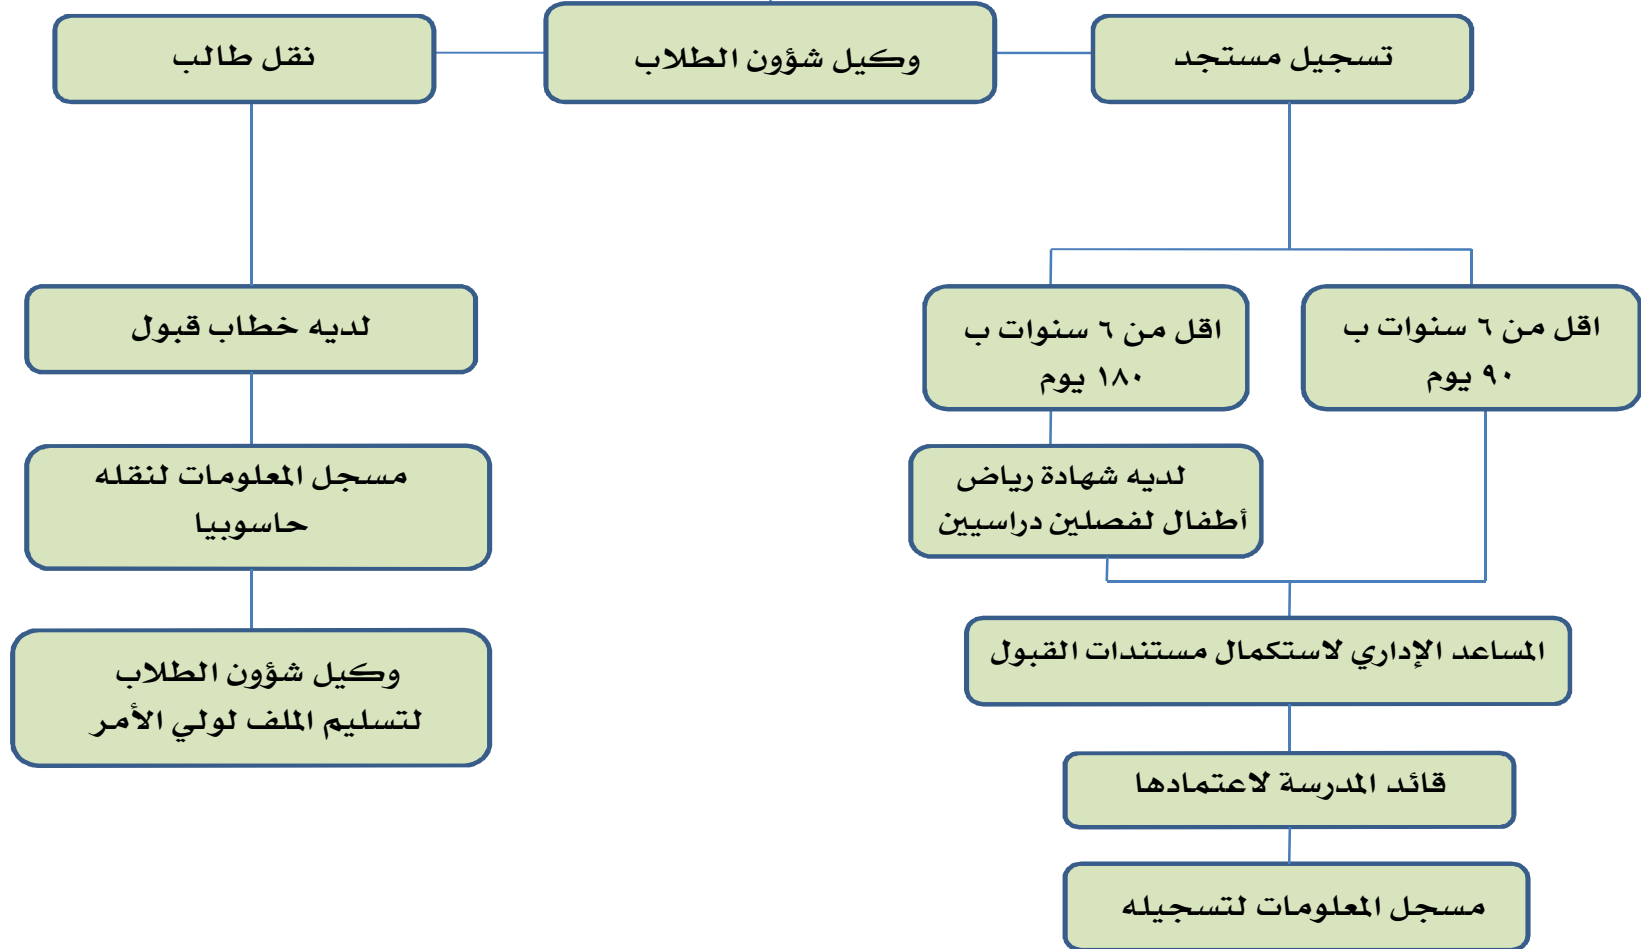 تسجيل مستجد
وكيل شؤون الطلاب
نقل طالب
اقل من ٦ سنوات ب
٩٠ يوم
اقل من ٦ سنوات ب
١٨٠ يوم
لديه شهادة رياض
أطفال لفصلين دراسيين
المساعد الإداري لاستكمال مستندات القبول
قائد المدرسة لاعتمادها
مسجل المعلومات لتسجيله
لديه خطاب قبول
مسجل المعلومات لنقله
حاسوبيا
وكيل شؤون الطلاب
لتسليم الملف لولي الأمر